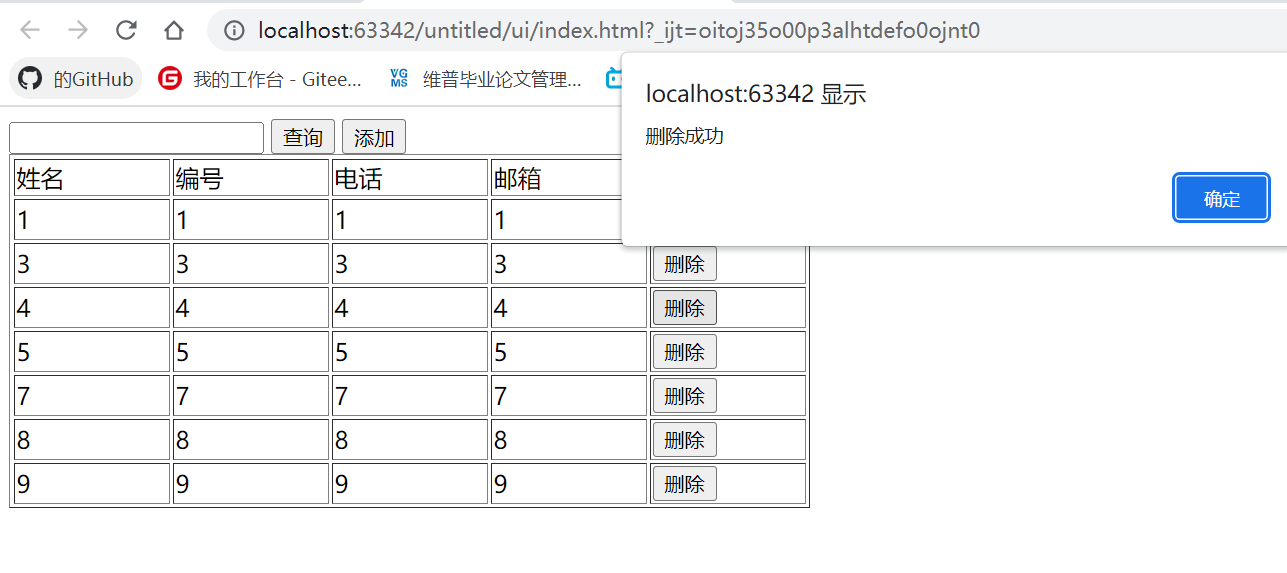 localhost:63342/untitled/ui/index.html?_ijt=oitoj35o00p3alhtdefo0ojnt0
的GitHub 我的工作台 - Gitee... VG MS 维普毕业论文管理...
localhost:63342 显示
删除成功
确定
查询 添加
姓名 编号 电话 邮箱
1 1 1 1
3 3 3 3 删除
4 4 4 4 删除
5 5 5 5 删除
7 7 7 7 删除
8 8 8 8 删除
9 9 9 9 删除